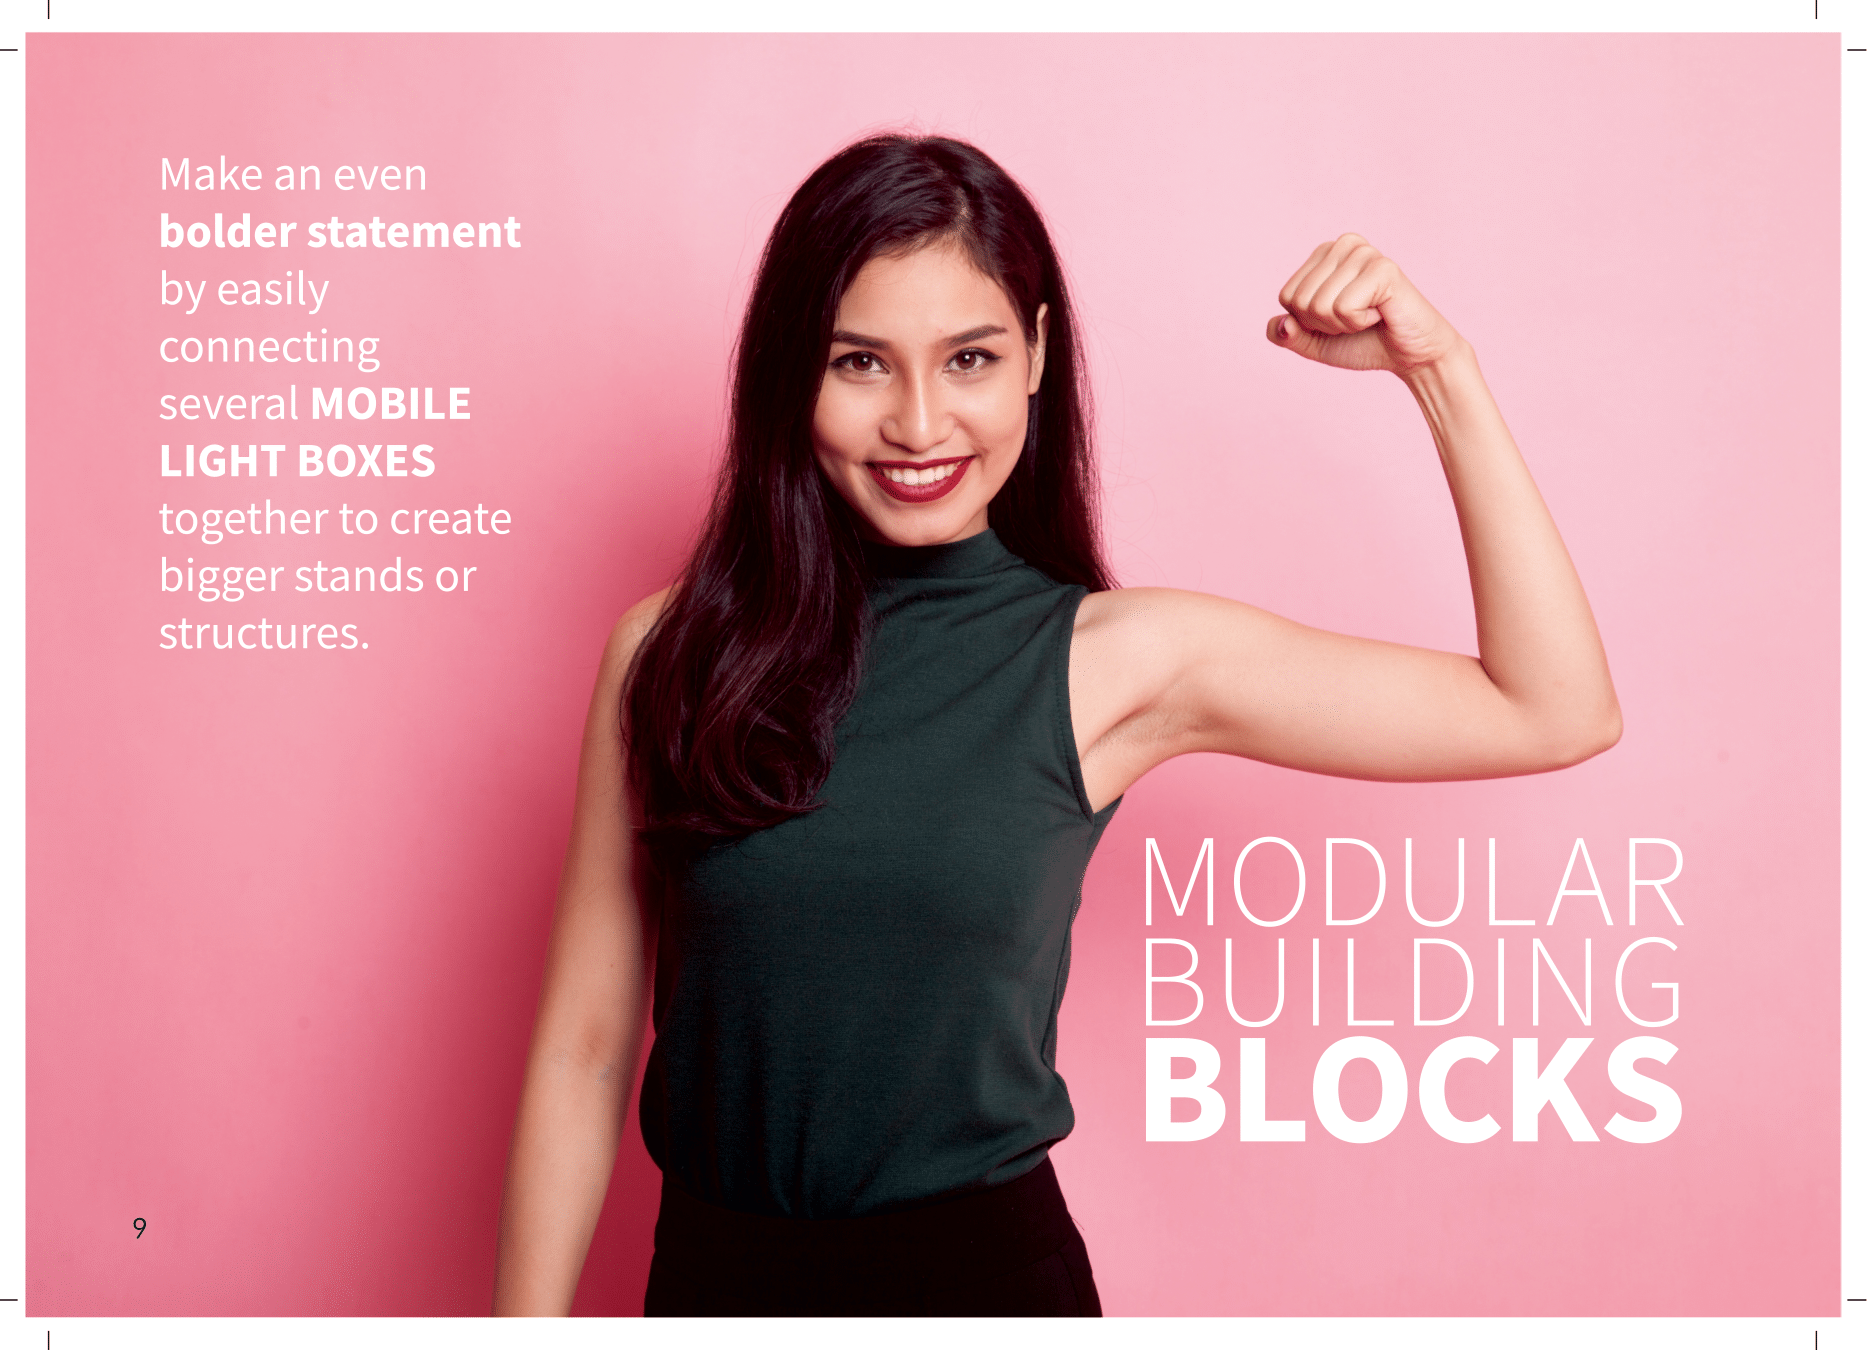 Make an even
bolder statement
by easily
connecting
several MOBILE
LIGHT BOXES
together to create
bigger stands or
structures.
MODULAR
BUILDING
BLOCKS
9